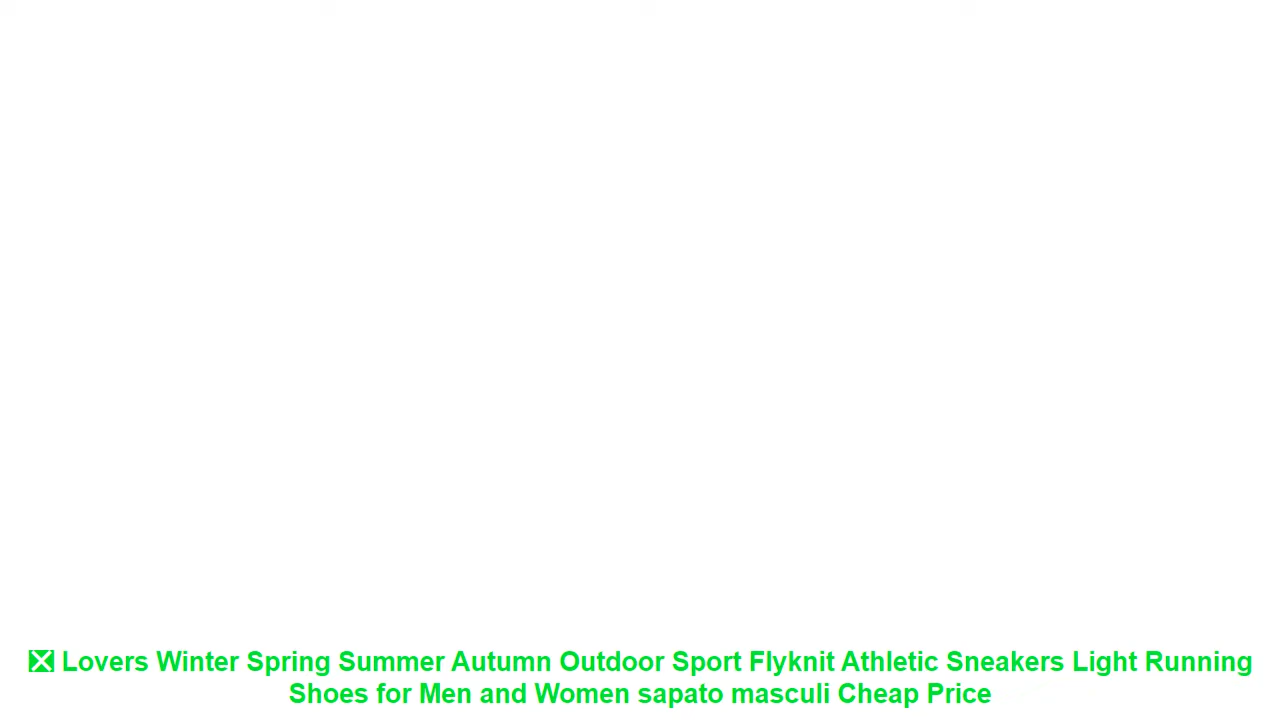 ❎ Lovers Winter Spring Summer Autumn Outdoor Sport Flyknit Athletic Sneakers Light Running
Shoes for Men and Women sapato masculi Cheap Price